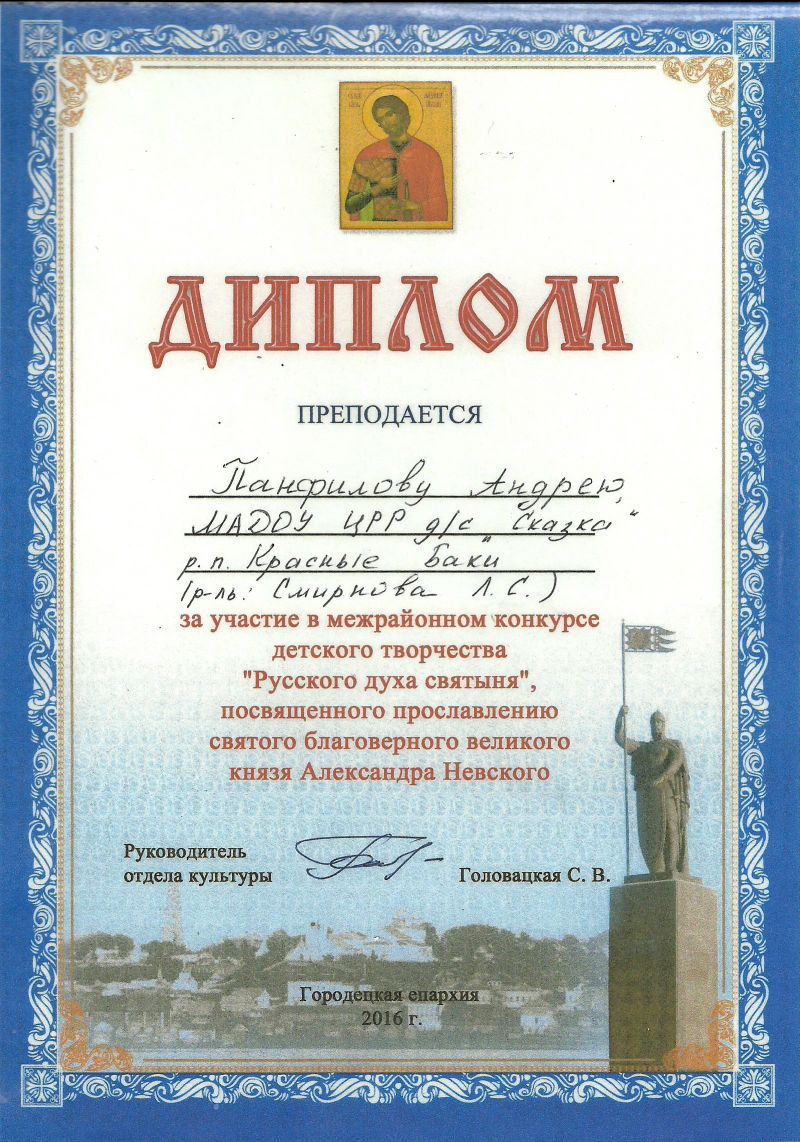 ДИПЛОМ
ПРЕПОДАЕТСЯ
Панфилову Андрею,
МАДОУ ЦРР д/с "Сказка"
р.п. Красные Баки
(р-ль: Смирнова Л.С.)
за участие в межрайонном конкурсе
детского творчества
"Русского духа святыня",
посвященного прославлению
святого благоверного великого
князя Александра Невского
Руководитель
отдела культуры Головацкая С. В.
Городецкая епархия
2016 г.